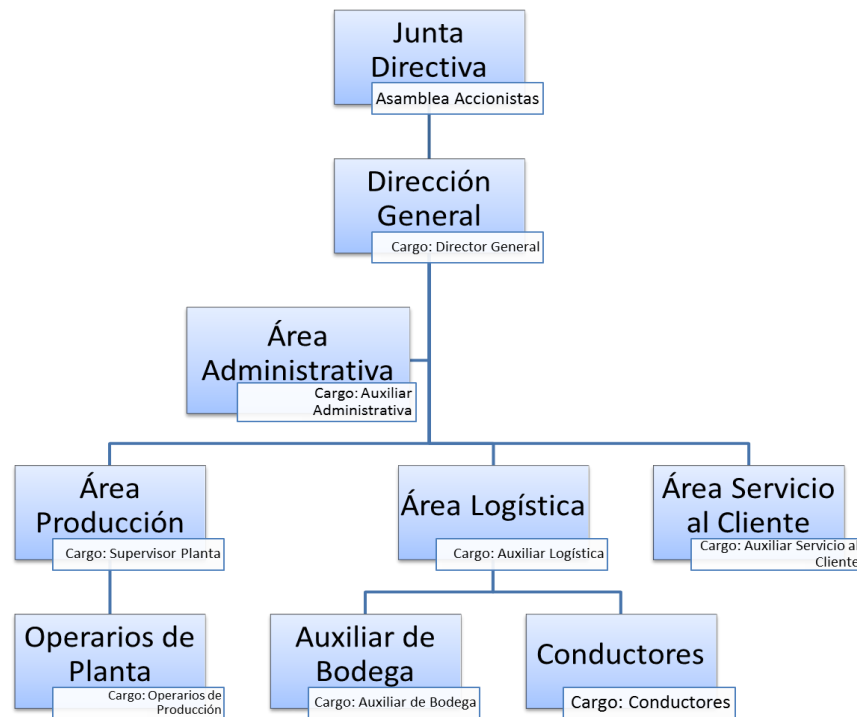 Junta
Directiva
Asamblea Accionistas
Dirección
General
Cargo: Director General
Área
Administrativa
Cargo: Auxiliar
Administrativa
Área
Producción
Cargo: Supervisor Planta
Área Logística
Cargo: Auxiliar Logística
Área Servicio
al Cliente
Cargo: Auxiliar Servicio al
Cliente
Operarios de
Planta
Cargo: Operarios de
Producción
Auxiliar de
Bodega
Cargo: Auxiliar de Bodega
Conductores
Cargo: Conductores